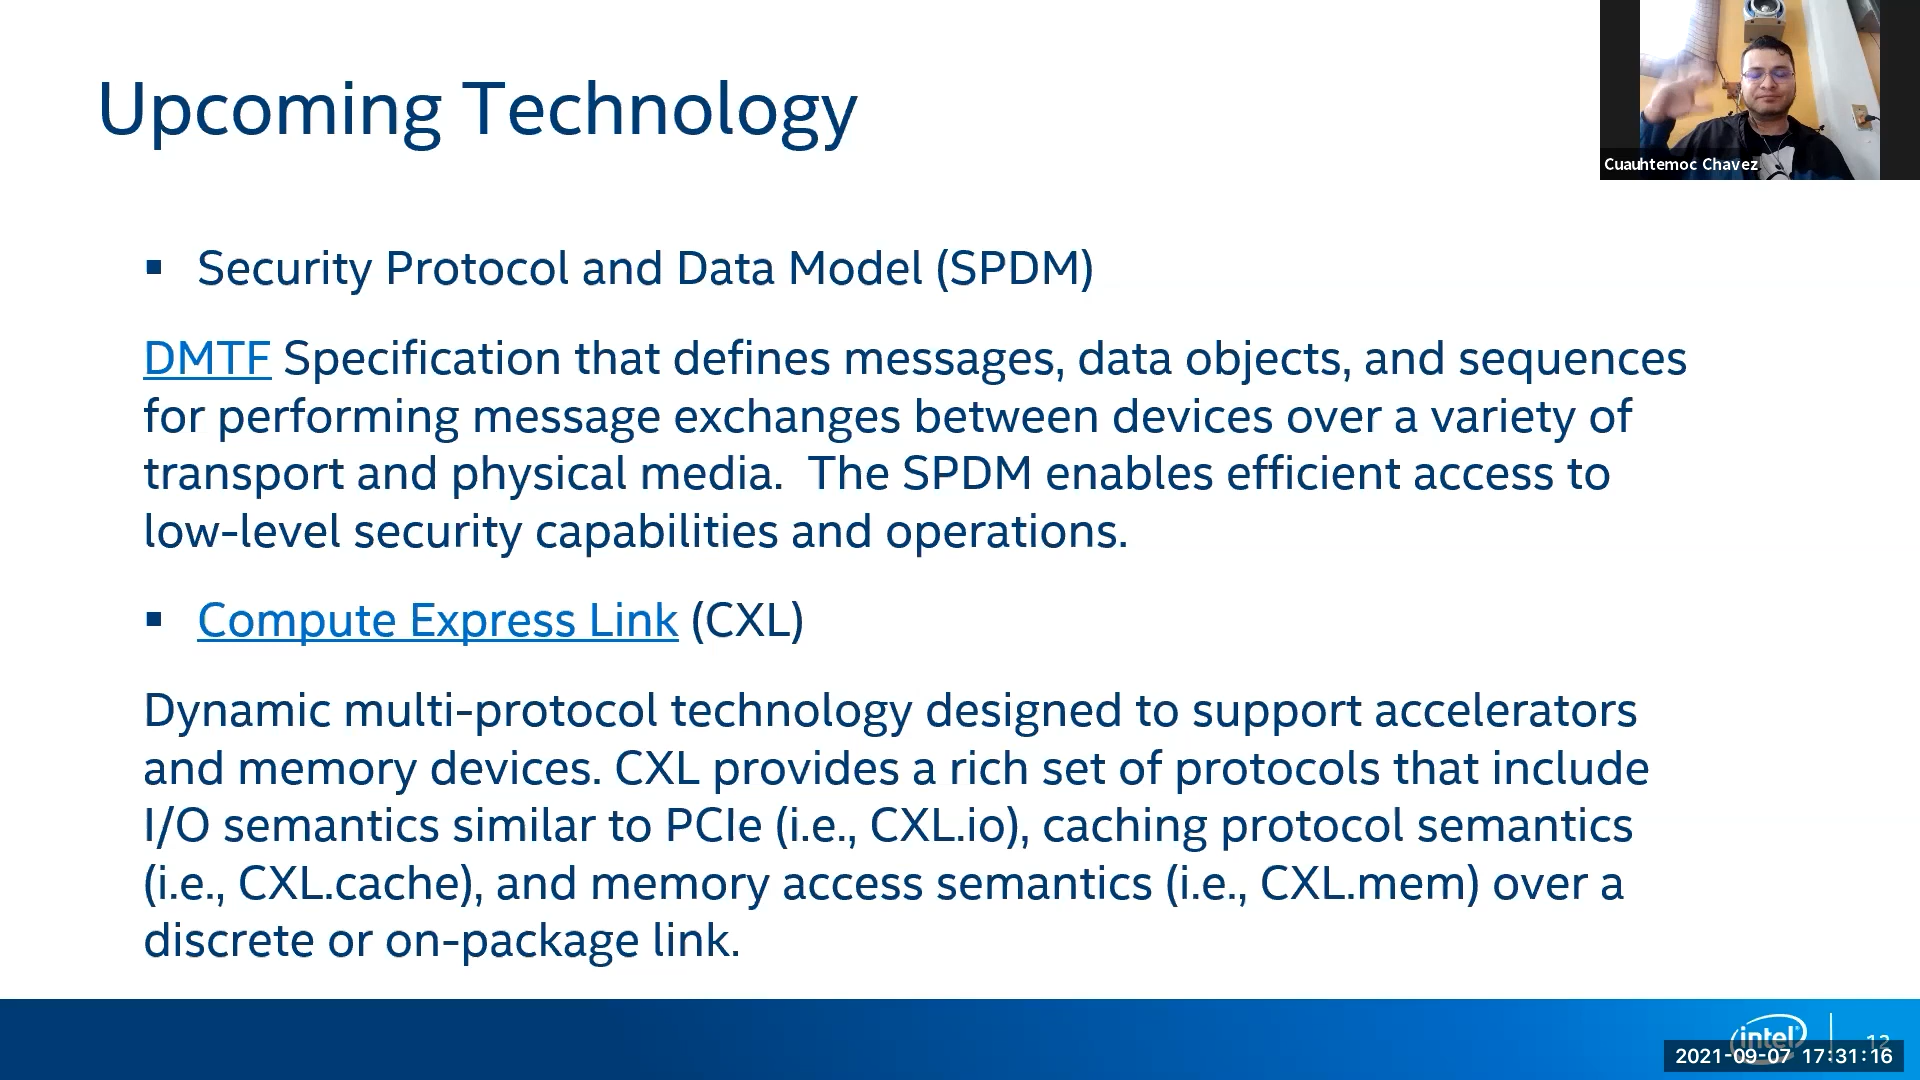 Upcoming Technology
Cuauhtemoc Chavez
▪ Security Protocol and Data Model (SPDM)
DMTF Specification that defines messages, data objects, and sequences
for performing message exchanges between devices over a variety of
transport and physical media.  The SPDM enables efficient access to
low-level security capabilities and operations.
▪ Compute Express Link (CXL)
Dynamic multi-protocol technology designed to support accelerators
and memory devices. CXL provides a rich set of protocols that include
I/O semantics similar to PCIe (i.e., CXL.io), caching protocol semantics
(i.e., CXL.cache), and memory access semantics (i.e., CXL.mem) over a
discrete or on-package link.
intel
12
2021-09-07 17:31:16